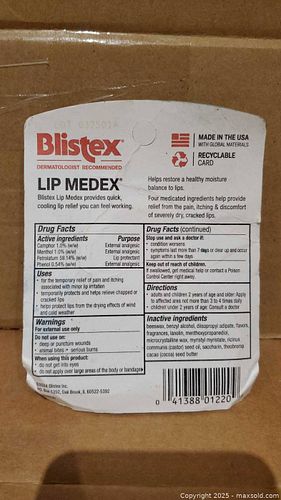 LOT 037501A
Blistex®
DERMATOLOGIST RECOMMENDED
LIP MEDEX®
Blistex Lip Medex provides quick,
cooling lip relief you can feel working.
MADE IN THE USA
WITH GLOBAL MATERIALS
RECYCLABLE
CARD
Helps restore a healthy moisture
balance to lips.
Four medicated ingredients help provide
relief from the pain, itching & discomfort
of severely dry, cracked lips.
Drug Facts
Active ingredients Purpose
Camphor 1.0% (w/w) External analgesic
Menthol 1.0% (w/w) External analgesic
Petrolatum 59.14% (w/w) Lip protectant
Phenol 0.54% (w/w) External analgesic
Uses
• for the temporary relief of pain and itching
associated with minor lip irritation
• temporarily protects and helps relieve chapped or
cracked lips
• helps protect lips from the drying effects of wind
and cold weather
Warnings
For external use only
Do not use on:
• deep or puncture wounds
• animal bites • serious burns
When using this product:
• do not get into eyes
• do not apply over large areas of the body or bandage
Drug Facts (continued)
Stop use and ask a doctor if:
• condition worsens
• symptoms last more than 7 days or clear up and occur
again within a few days
Keep out of reach of children.
If swallowed, get medical help or contact a Poison
Control Center right away.
Directions
• adults and children 2 years of age and older: Apply
to affected area not more than 3 to 4 times daily
• children under 2 years of age: Consult a doctor
Inactive ingredients
beeswax, benzyl alcohol, diisopropyl adipate, flavors,
fragrances, lanolin, menthoxypropanediol,
microcrystalline wax, myristyl myristate, ricinus
communis (castor) seed oil, saccharin, theobroma
cacao (cocoa) seed butter
Blistex Inc.
P.O. Box 5392, Oak Brook, IL 60522-5392
0 41388 01220
Copyright 2025 - maxsold.com